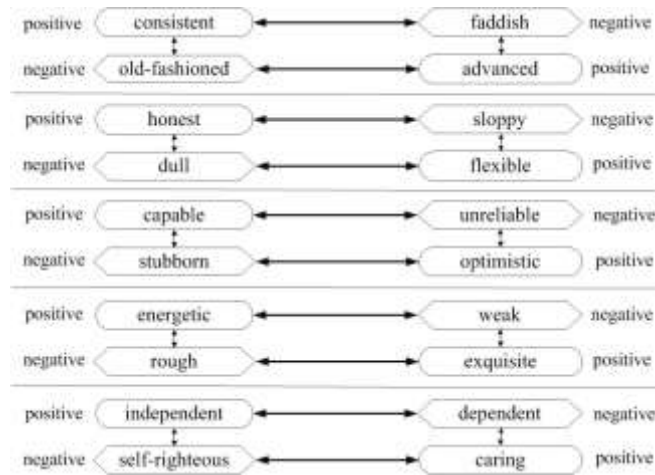 positive consistent faddish negative
negative old-fashioned advanced positive
positive honest sloppy negative
negative dull flexible positive
positive capable unreliable negative
negative stubborn optimistic positive
positive energetic weak negative
negative rough exquisite positive
positive independent dependent negative
negative self-righteous caring positive